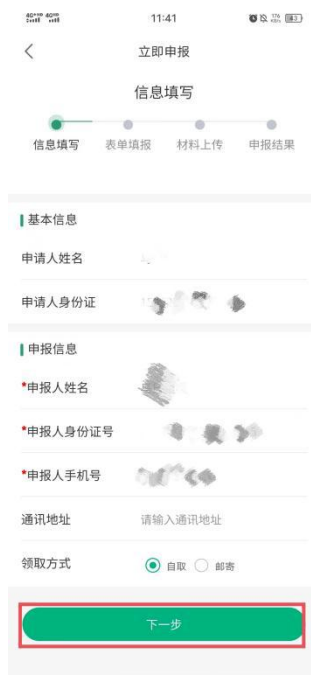 11:41
立即申报
信息填写
信息填写 表单填报 材料上传 申报结果
基本信息
申请人姓名
申请人身份证
申报信息
*申报人姓名
*申报人身份证号
*申报人手机号
通讯地址 请输入通讯地址
领取方式 自取 邮寄
下一步